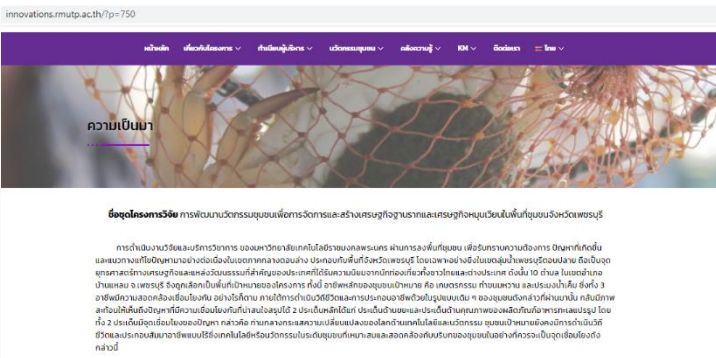 innovations.rmutp.ac.th/?p=750
หน้าหลัก เกี่ยวกับโครงการ ทำเนียบผู้บริหาร นวัตกรรมชุมชน คลังความรู้ KM ติดต่อเรา ไทย
ความเป็นมา
ชื่อชุดโครงการวิจัย การพัฒนานวัตกรรมชุมชนเพื่อการจัดการและสร้างเศรษฐกิจฐานรากและเศรษฐกิจหมุนเวียนในพื้นที่ชุมชนจังหวัดเพชรบุรี
การดำเนินงานวิจัยและบริการวิชาการ ของมหาวิทยาลัยเทคโนโลยีราชมงคลพระนคร ผ่านการลงพื้นที่ชุมชน เพื่อรับทราบความต้องการ ปัญหาที่เกิดขึ้น
และแนวทางแก้ไขปัญหามาอย่างต่อเนื่องในเขตภาคกลางตอนล่าง ประกอบกับพื้นที่จังหวัดเพชรบุรี โดยเฉพาะอย่างยิ่งในเขตลุ่มน้ำเพชรบุรีตอนปลาย ถือเป็นจุด
ยุทธศาสตร์ทางเศรษฐกิจและแหล่งวัฒนธรรมที่สำคัญของประเทศที่ได้รับความนิยมจากนักท่องเที่ยวทั้งชาวไทยและต่างประเทศ ดังนั้น 10 ตำบล ในเขตอำเภอ
บ้านแหลม จ.เพชรบุรี จึงถูกเลือกเป็นพื้นที่เป้าหมายของโครงการ ทั้งนี้ อาชีพหลักของชุมชนเป้าหมาย คือ เกษตรกรรม ทำขนมหวาน และประมงน้ำเค็ม ซึ่งทั้ง 3
อาชีพมีความสอดคล้องเชื่อมโยงกัน อย่างไรก็ตาม ภายใต้การดำเนินวิถีชีวิตและการประกอบอาชีพด้วยในรูปแบบเดิม ๆ ของชุมชนดังกล่าวที่ผ่านมานั้น กลับมีภาพ
สะท้อนให้เห็นถึงปัญหาที่มีความเชื่อมโยงกันที่น่าสนใจสรุปได้ 2 ประเด็นหลักได้แก่ ประเด็นด้านขยะและประเด็นด้านคุณภาพของผลิตภัณฑ์อาหารทะเลแปรรูป โดย
ทั้ง 2 ประเด็นมีจุดเชื่อมโยงของปัญหา กล่าวคือ ท่ามกลางกระแสความเปลี่ยนแปลงของโลกด้านเทคโนโลยีและนวัตกรรม ชุมชนเป้าหมายยังคงมีการดำเนินวิถี
ชีวิตและประกอบสัมมาอาชีพแบบไร้ซึ่งเทคโนโลยีหรือนวัตกรรมในระดับชุมชนที่เหมาะสมและสอดคล้องกับบริบทของชุมชนในอย่างที่ควรจะเป็นจุดเชื่อมโยงดัง
กล่าวนี้